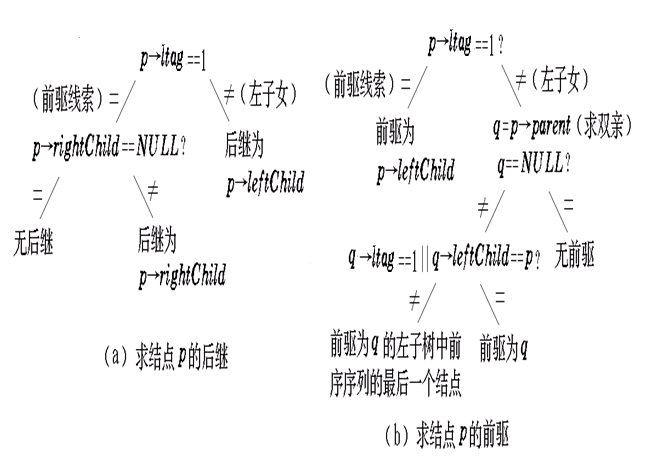 p→ltag==1
(前驱线索)=
≠(左子女)
p→rightChild==NULL?
后继为
p→leftChild
=
≠
无后继
后继为
p→rightChild
(a) 求结点p的后继
p→ltag==1?
(前驱线索)=
≠(左子女)
前驱为
p→leftChild
q=p→parent(求双亲)
q==NULL?
≠
=
q→ltag==1||q→leftChild==p?
无前驱
≠
=
前驱为q的左子树中前
序序列的最后一个结点
前驱为q
(b) 求结点p的前驱